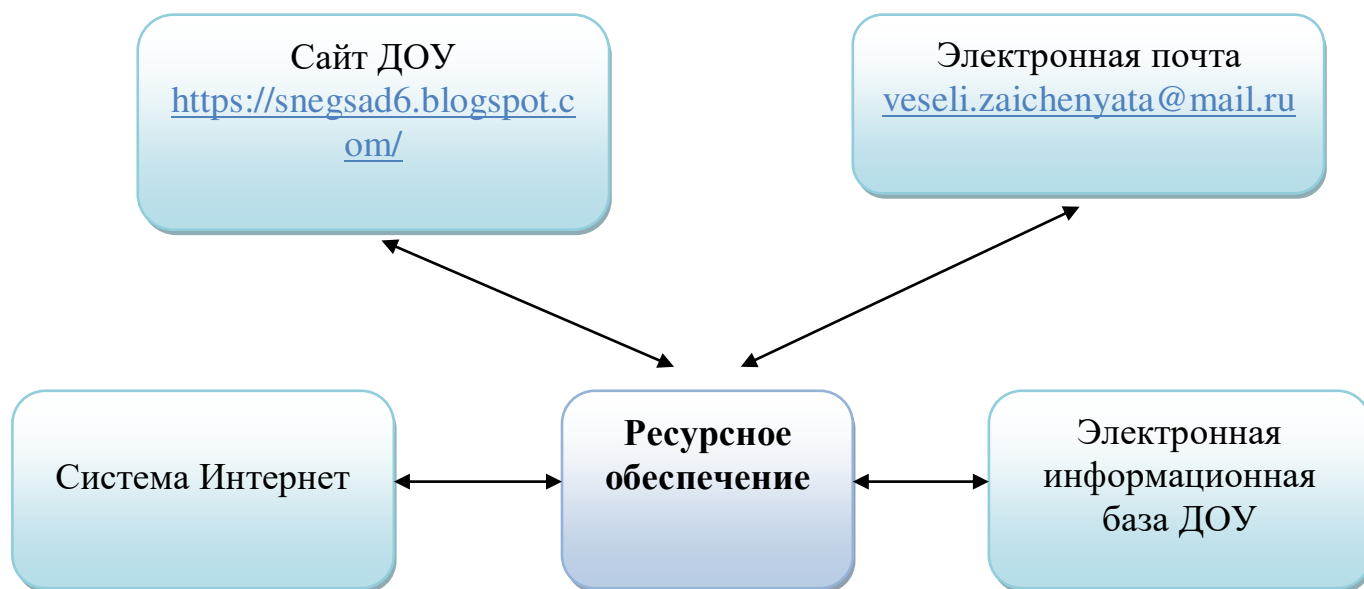 Сайт ДОУ
https://snegsad6.blogspot.c
om/
Электронная почта
veseli.zaichenyata@mail.ru
Система Интернет
Ресурсное
обеспечение
Электронная
информационная
база ДОУ